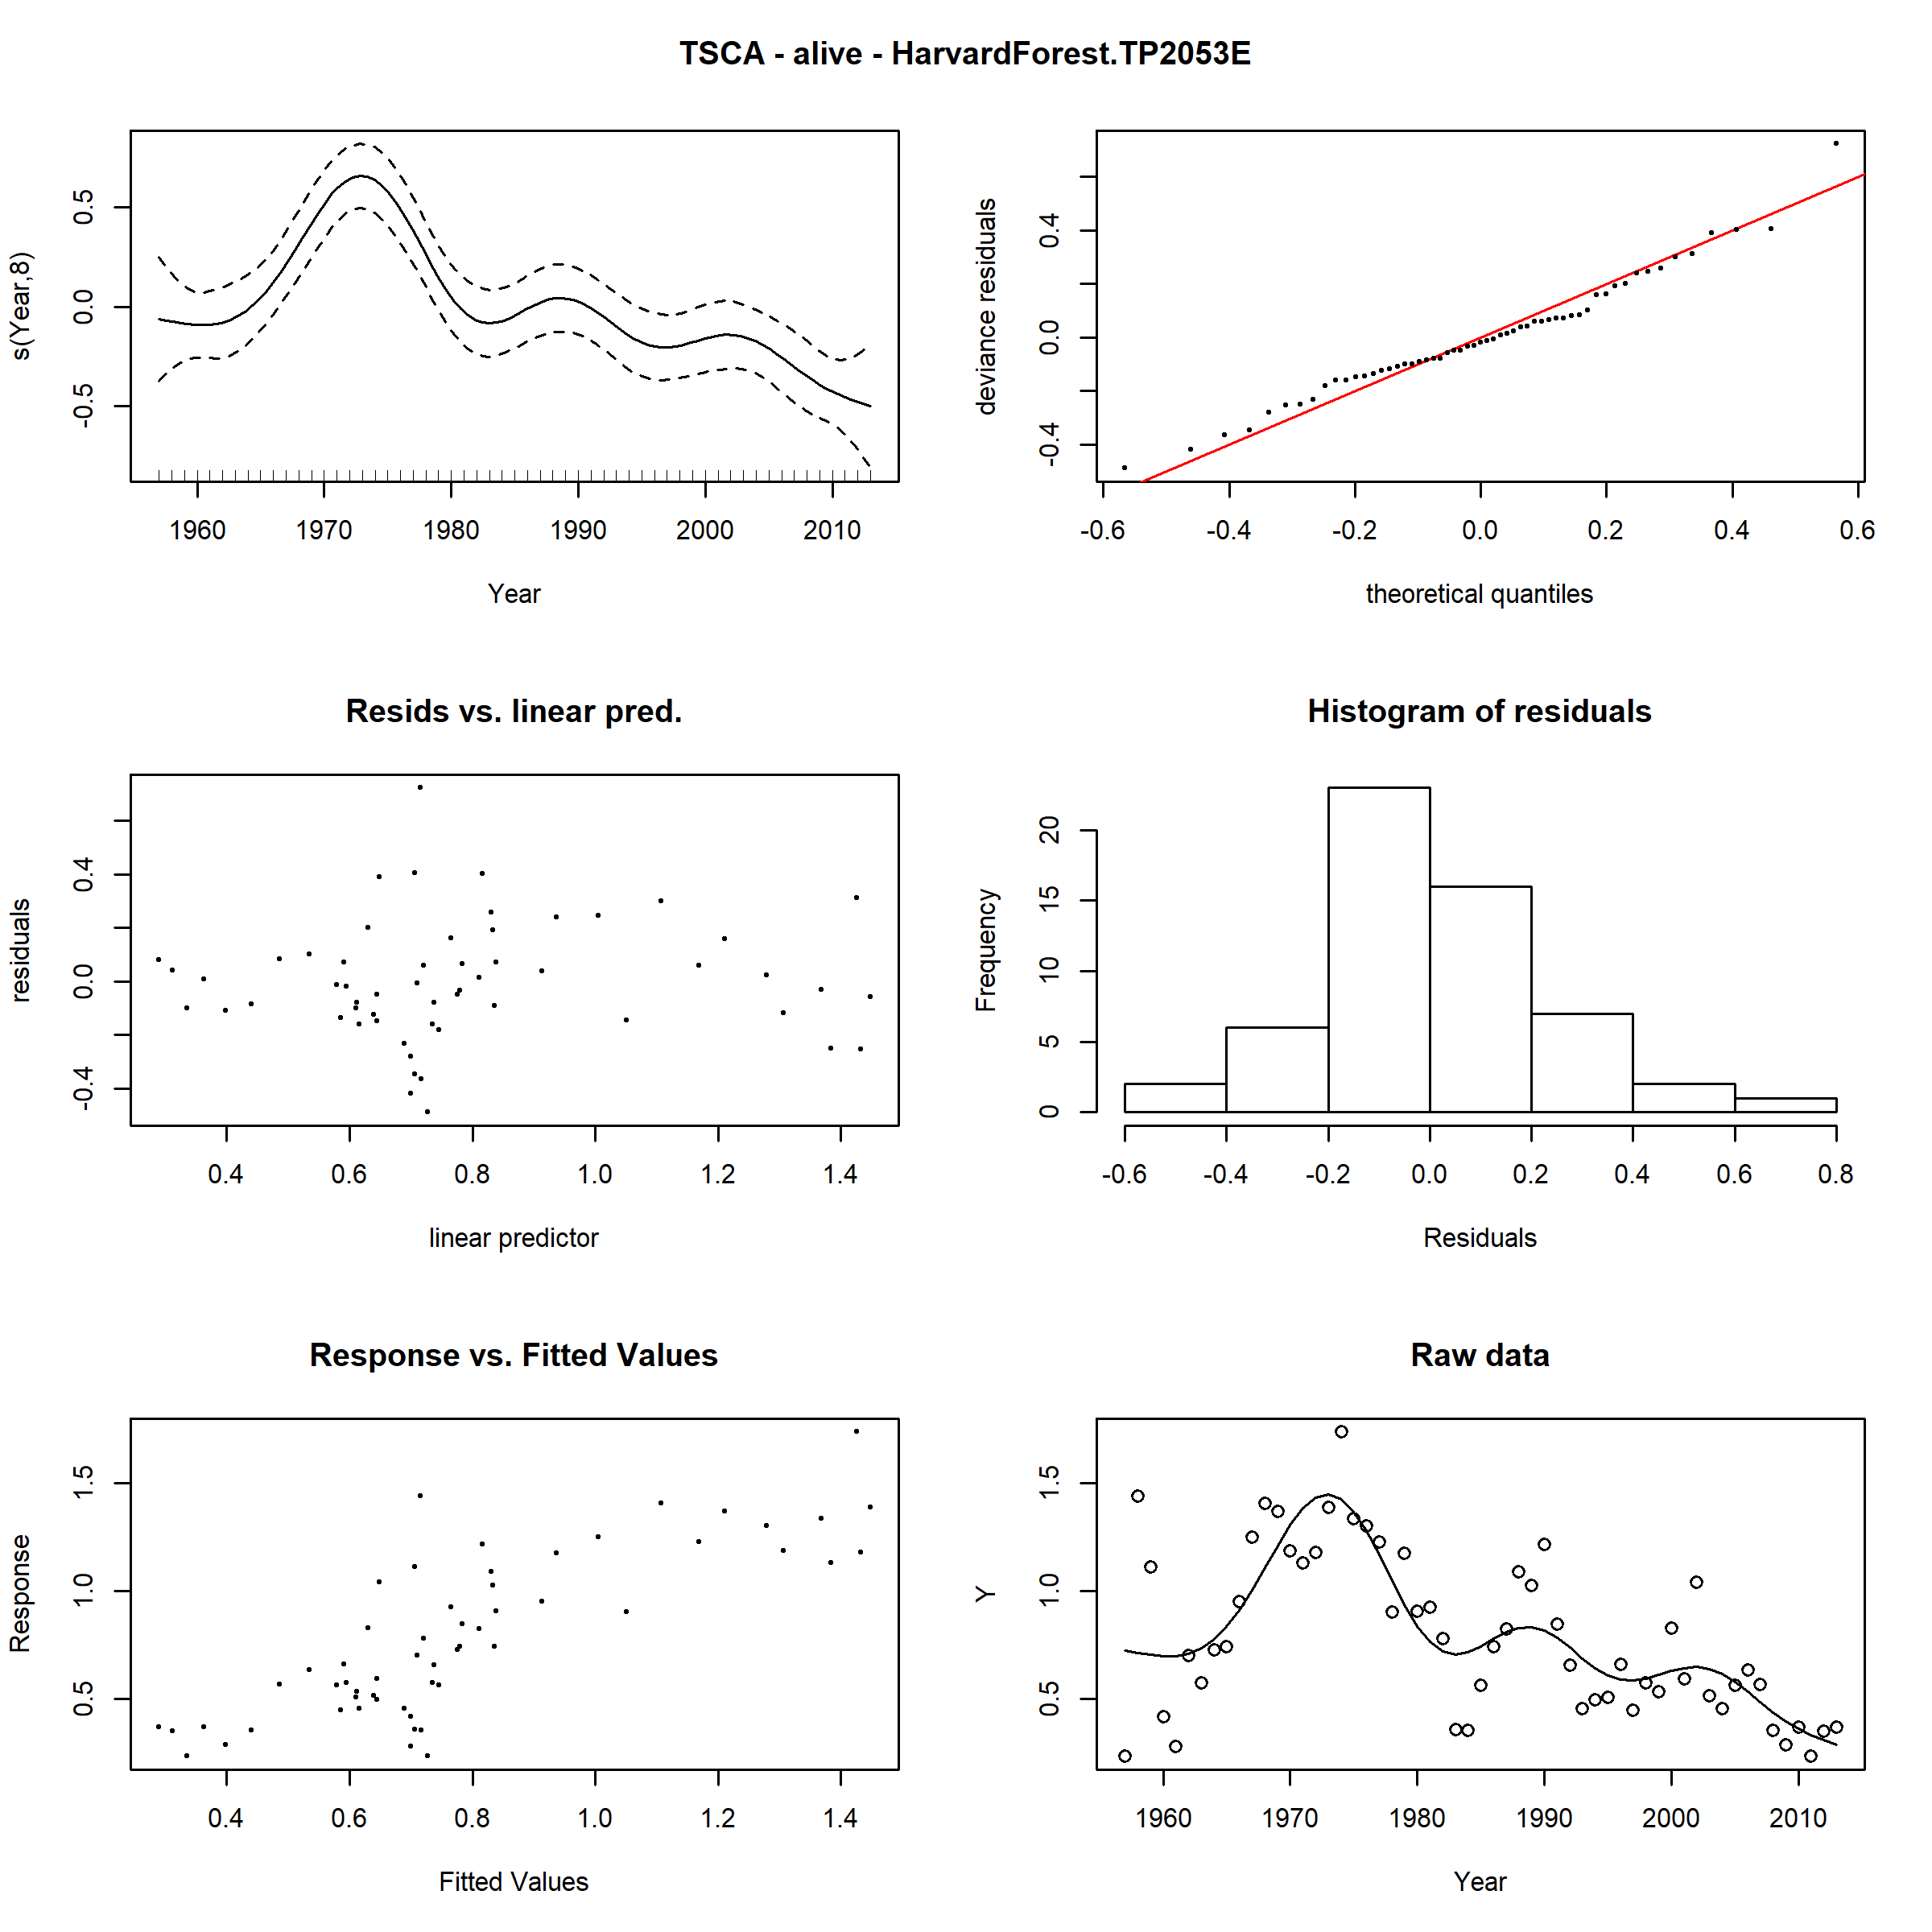 TSCA - alive - HarvardForest.TP2053E
s(Year,8)
0.5
0.0
-0.5
1960 1970 1980 1990 2000 2010
Year
deviance residuals
0.4
0.0
-0.4
-0.6 -0.4 -0.2 0.0 0.2 0.4 0.6
theoretical quantiles
Resids vs. linear pred.
residuals
0.4
0.0
-0.4
0.4 0.6 0.8 1.0 1.2 1.4
linear predictor
Histogram of residuals
Frequency
20
15
10
5
0
-0.6 -0.4 -0.2 0.0 0.2 0.4 0.6 0.8
Residuals
Response vs. Fitted Values
Response
1.5
1.0
0.5
0.4 0.6 0.8 1.0 1.2 1.4
Fitted Values
Raw data
Y
1.5
1.0
0.5
1960 1970 1980 1990 2000 2010
Year